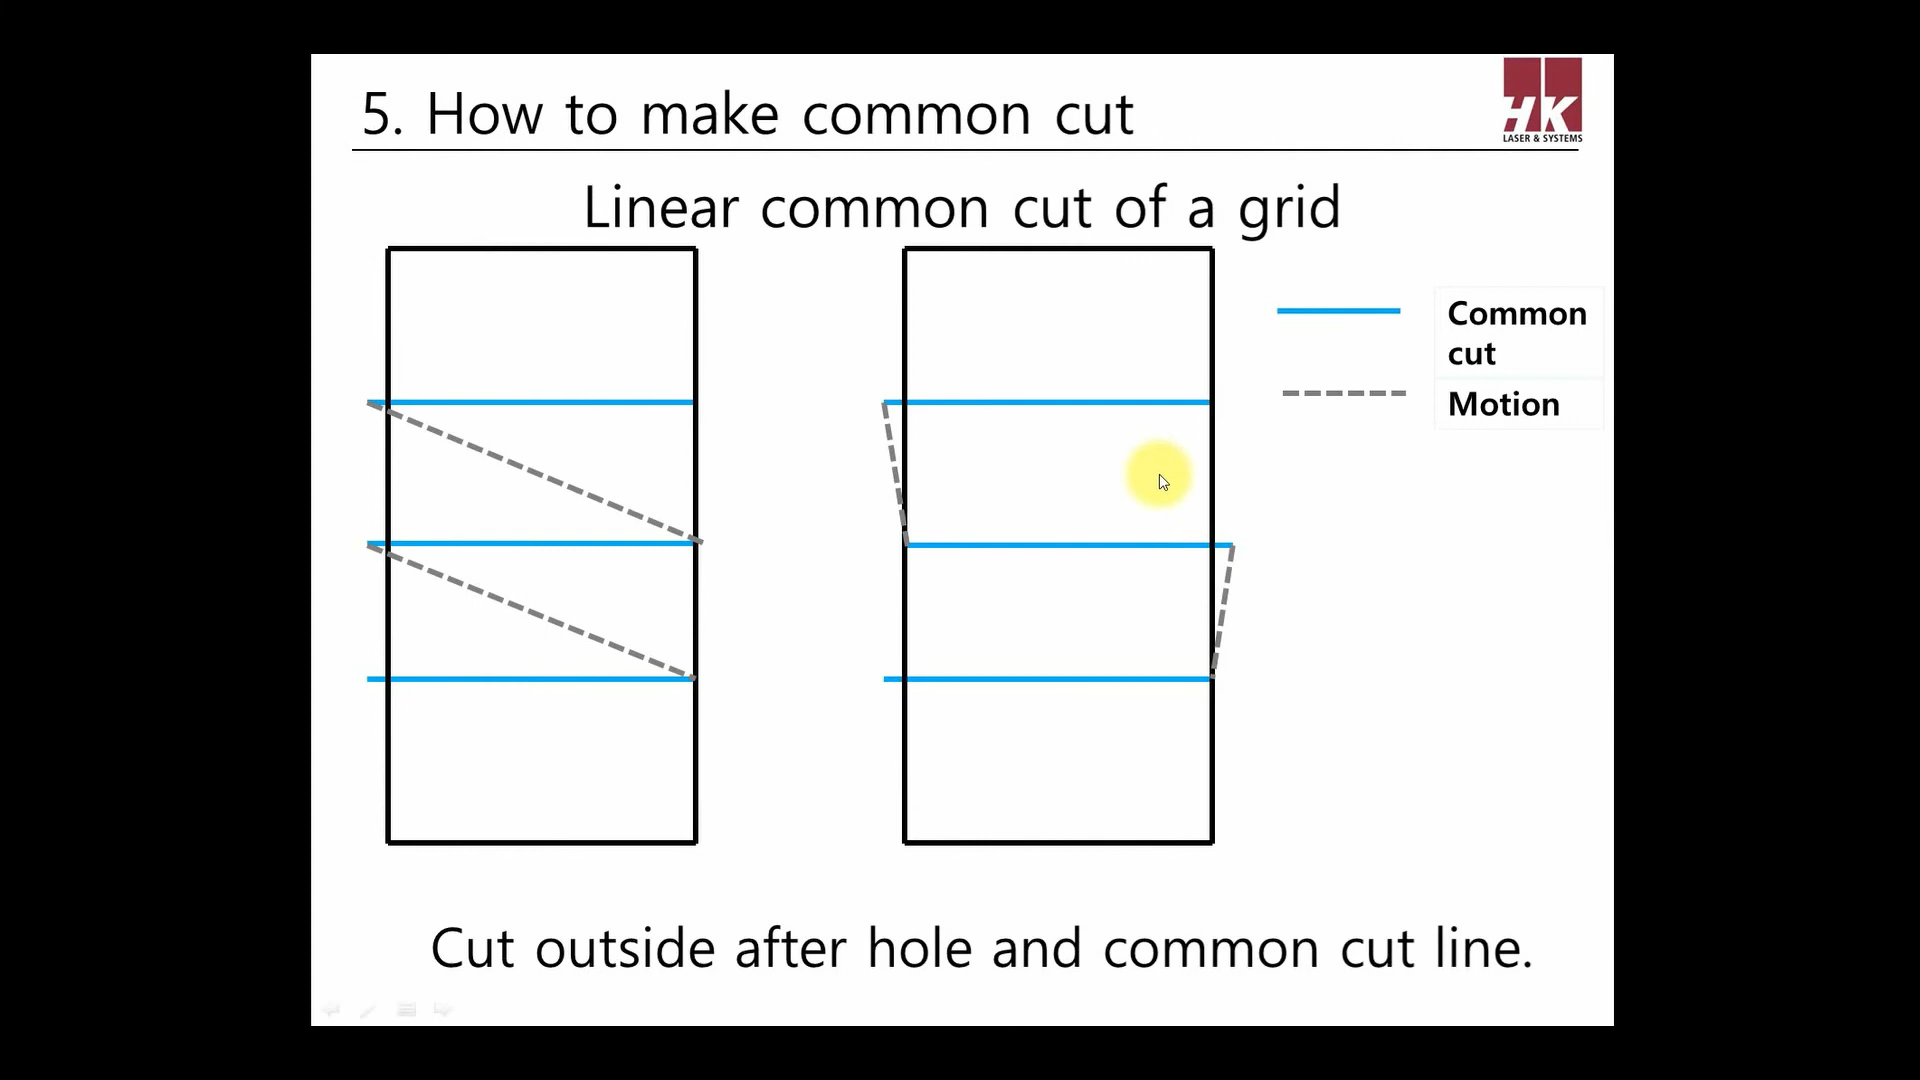 5. How to make common cut
HK
LASER & SYSTEMS
Linear common cut of a grid
Common
cut
Motion
Cut outside after hole and common cut line.